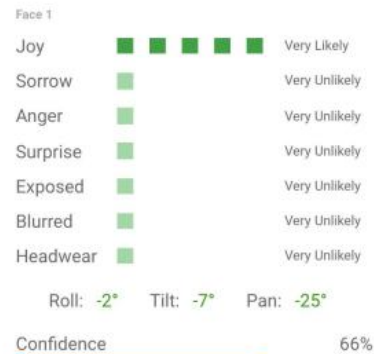 Face 1
Joy Very Likely
Sorrow Very Unlikely
Anger Very Unlikely
Surprise Very Unlikely
Exposed Very Unlikely
Blurred Very Unlikely
Headwear Very Unlikely
Roll: -2° Tilt: -7° Pan: -25°
Confidence 66%